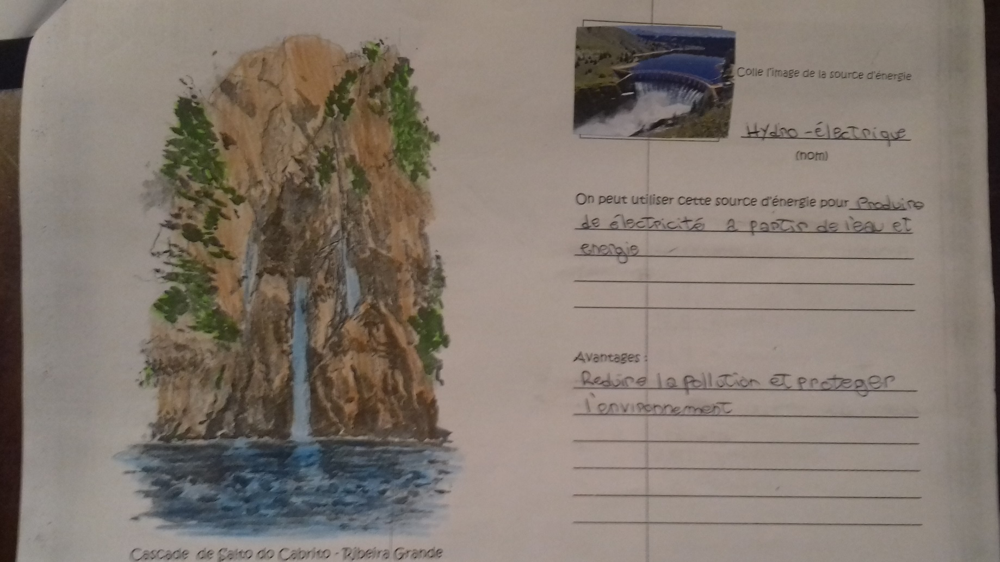 Colle l'image de la source d'énergie
Hydro-électrique
(nom)
On peut utiliser cette source d'énergie pour Produire
de électricité a partir de l'eau et
energie
Avantages :
Reduire la pollution et proteger
l'environnement
Cascade de Salto do Cabrito - Ribeira Grande